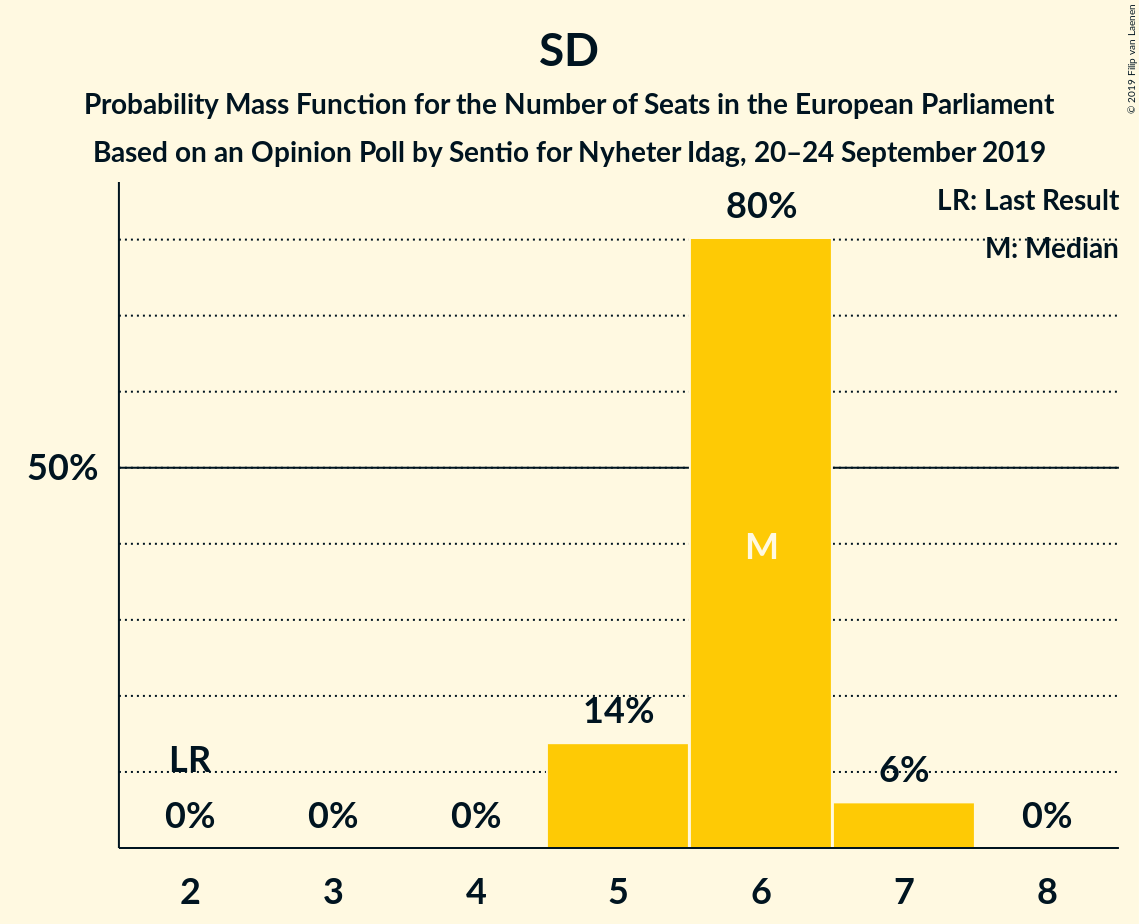 SD
Probability Mass Function for the Number of Seats in the European Parliament
Based on an Opinion Poll by Sentio for Nyheter Idag, 20–24 September 2019
© 2019 Filip van Laenen
LR: Last Result
M: Median
80%
50%
M
14%
LR
6%
0% 0% 0% 0%
2 3 4 5 6 7 8